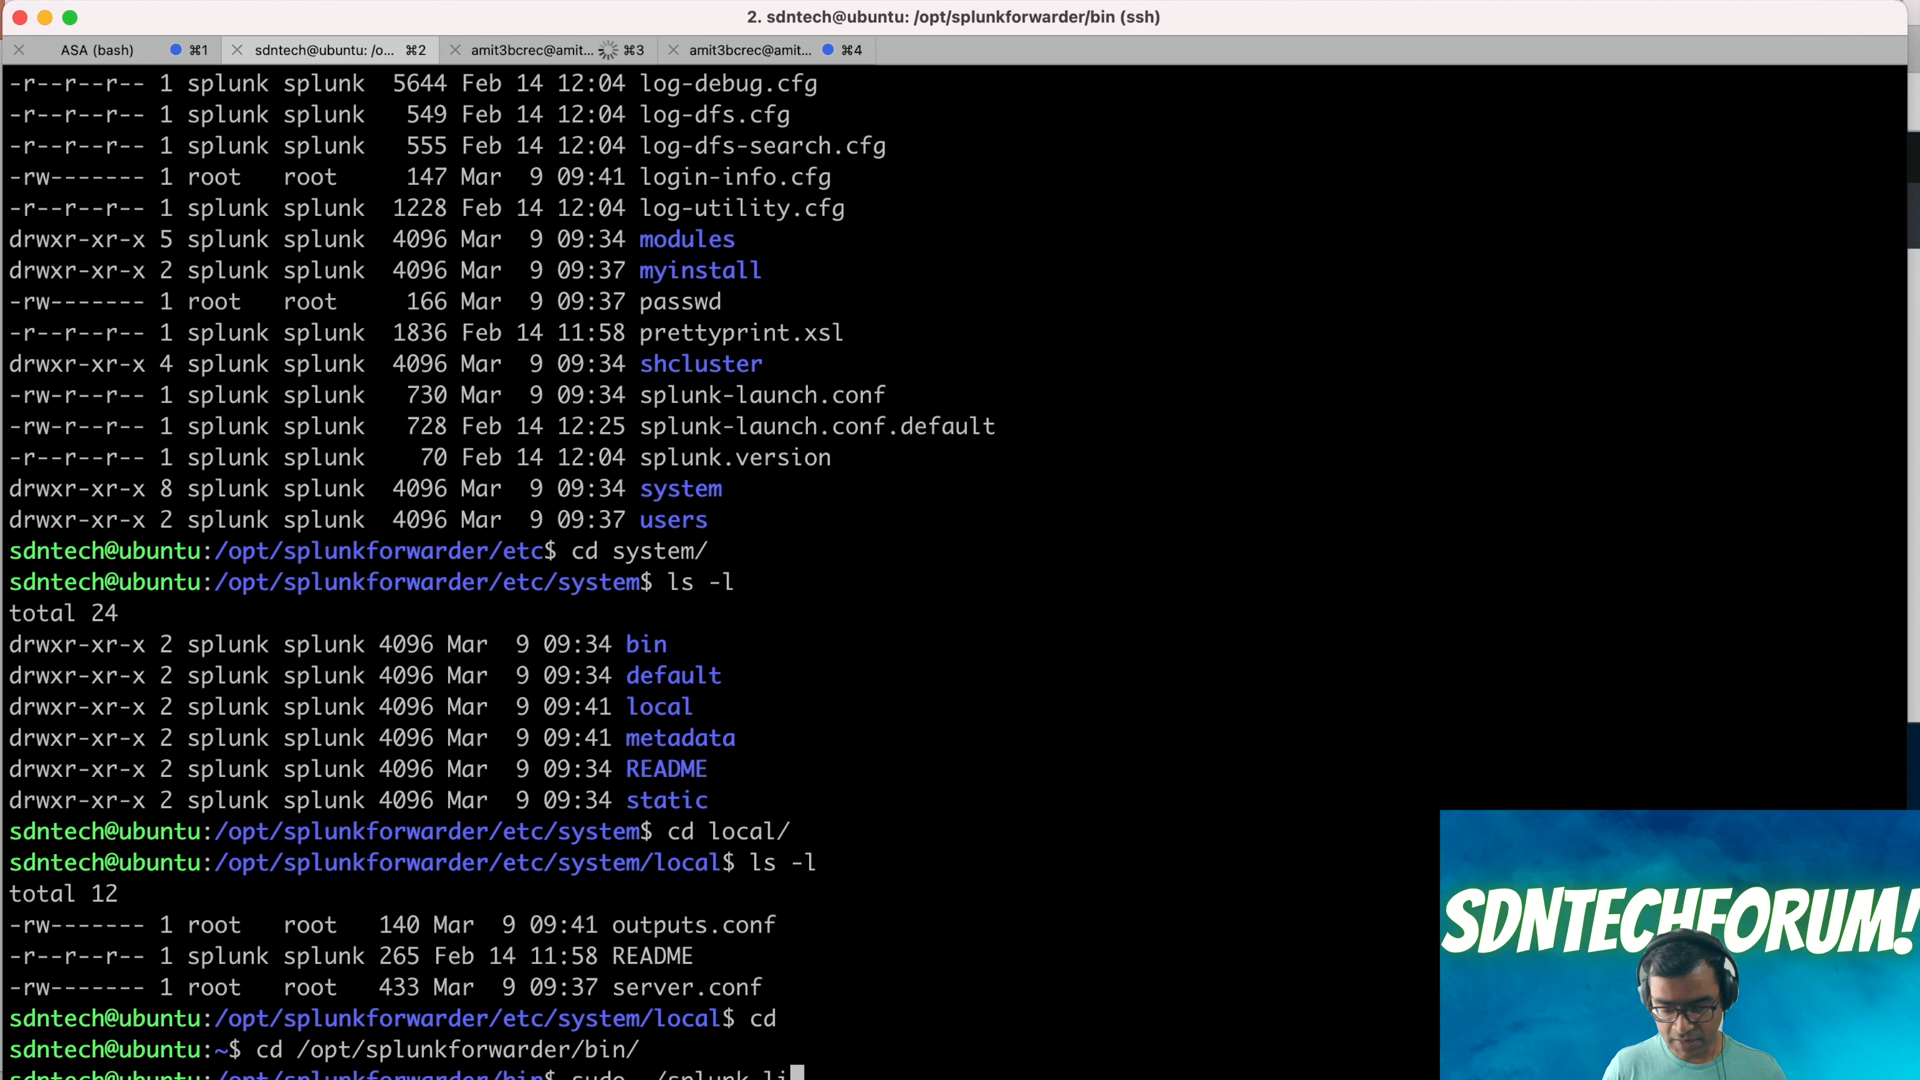 2. sdntech@ubuntu: /opt/splunkforwarder/bin (ssh)
ASA (bash) ⌘1 sdntech@ubuntu: /o... ⌘2 amit3bcrec@amit... ⌘3 amit3bcrec@amit... ⌘4
-r--r--r-- 1 splunk splunk 5644 Feb 14 12:04 log-debug.cfg
-r--r--r-- 1 splunk splunk 549 Feb 14 12:04 log-dfs.cfg
-r--r--r-- 1 splunk splunk 555 Feb 14 12:04 log-dfs-search.cfg
-rw------- 1 root root 147 Mar 9 09:41 login-info.cfg
-r--r--r-- 1 splunk splunk 1228 Feb 14 12:04 log-utility.cfg
drwxr-xr-x 5 splunk splunk 4096 Mar 9 09:34 modules
drwxr-xr-x 2 splunk splunk 4096 Mar 9 09:37 myinstall
-rw------- 1 root root 166 Mar 9 09:37 passwd
-r--r--r-- 1 splunk splunk 1836 Feb 14 11:58 prettyprint.xsl
drwxr-xr-x 4 splunk splunk 4096 Mar 9 09:34 shcluster
-rw-r--r-- 1 splunk splunk 730 Mar 9 09:34 splunk-launch.conf
-rw-r--r-- 1 splunk splunk 728 Feb 14 12:25 splunk-launch.conf.default
-r--r--r-- 1 splunk splunk 70 Feb 14 12:04 splunk.version
drwxr-xr-x 8 splunk splunk 4096 Mar 9 09:34 system
drwxr-xr-x 2 splunk splunk 4096 Mar 9 09:37 users
sdntech@ubuntu:/opt/splunkforwarder/etc$ cd system/
sdntech@ubuntu:/opt/splunkforwarder/etc/system$ ls -l
total 24
drwxr-xr-x 2 splunk splunk 4096 Mar 9 09:34 bin
drwxr-xr-x 2 splunk splunk 4096 Mar 9 09:34 default
drwxr-xr-x 2 splunk splunk 4096 Mar 9 09:41 local
drwxr-xr-x 2 splunk splunk 4096 Mar 9 09:41 metadata
drwxr-xr-x 2 splunk splunk 4096 Mar 9 09:34 README
drwxr-xr-x 2 splunk splunk 4096 Mar 9 09:34 static
sdntech@ubuntu:/opt/splunkforwarder/etc/system$ cd local/
sdntech@ubuntu:/opt/splunkforwarder/etc/system/local$ ls -l
total 12
-rw------- 1 root root 140 Mar 9 09:41 outputs.conf
-r--r--r-- 1 splunk splunk 265 Feb 14 11:58 README
-rw------- 1 root root 433 Mar 9 09:37 server.conf
sdntech@ubuntu:/opt/splunkforwarder/etc/system/local$ cd
sdntech@ubuntu:~$ cd /opt/splunkforwarder/bin/
sdntech@ubuntu:/opt/splunkforwarder/bin$ sudo ./splunk li
SDNTECHFORUM!